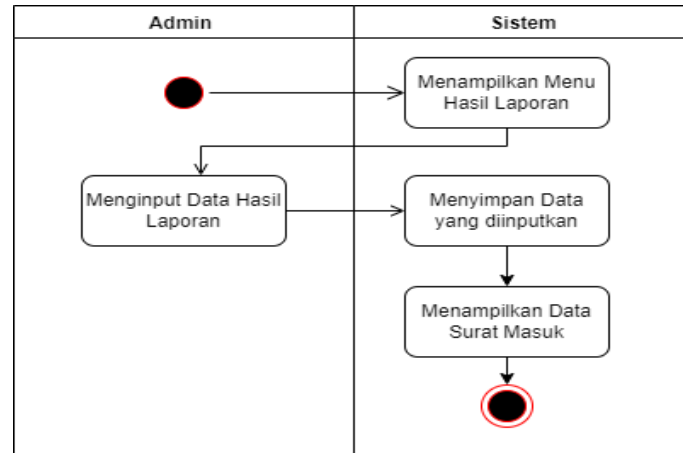 Admin
Sistem
Menampilkan Menu
Hasil Laporan
Menginput Data Hasil
Laporan
Menyimpan Data
yang diinputkan
Menampilkan Data
Surat Masuk